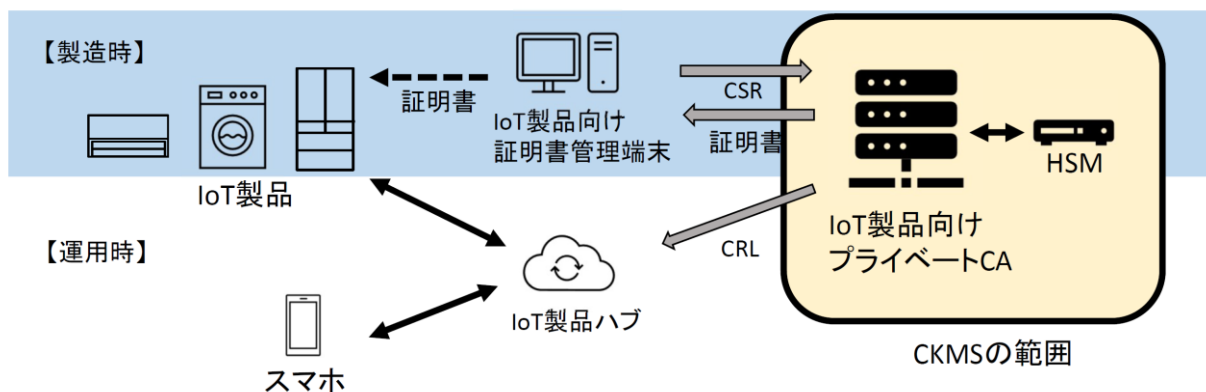 【製造時】
証明書
CSR
証明書
IoT製品向け
証明書管理端末
HSM
IoT製品
IoT製品向け
プライベートCA
【運用時】
CRL
IoT製品ハブ
CKMSの範囲
スマホ